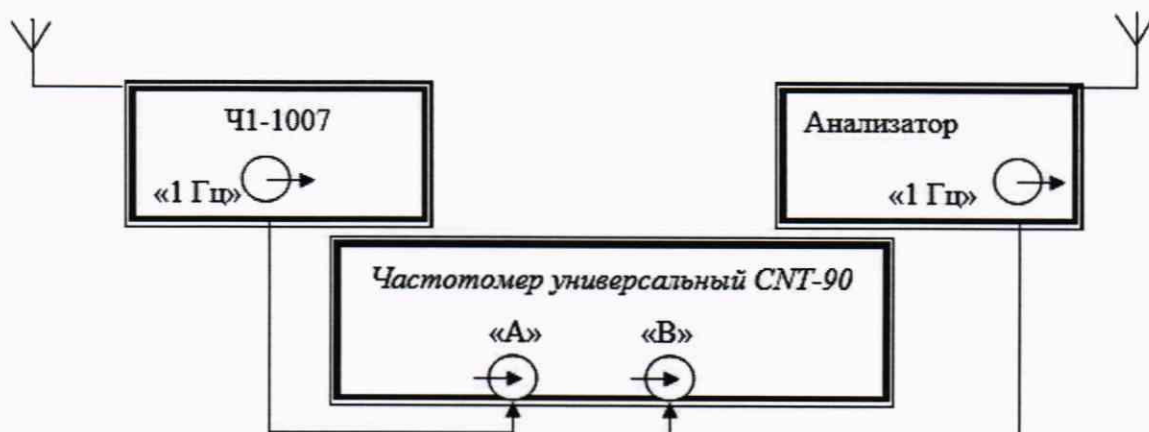 Ч1-1007
«1 Гц»
Анализатор
«1 Гц»
Частотомер универсальный CNT-90
«А» «В»